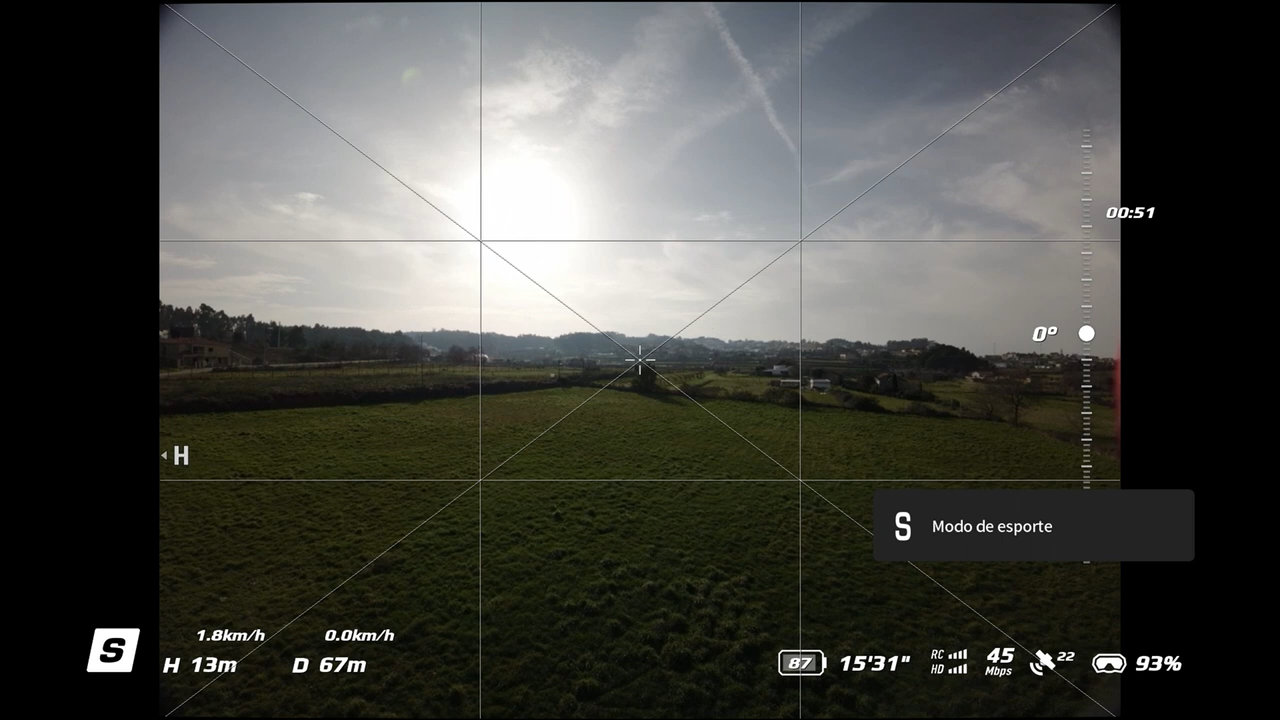 00:51
0°
H
S Modo de esporte
1.8km/h 0.0km/h
S H 13m D 67m
87 15'31" RC HD 45 Mbps 22 93%